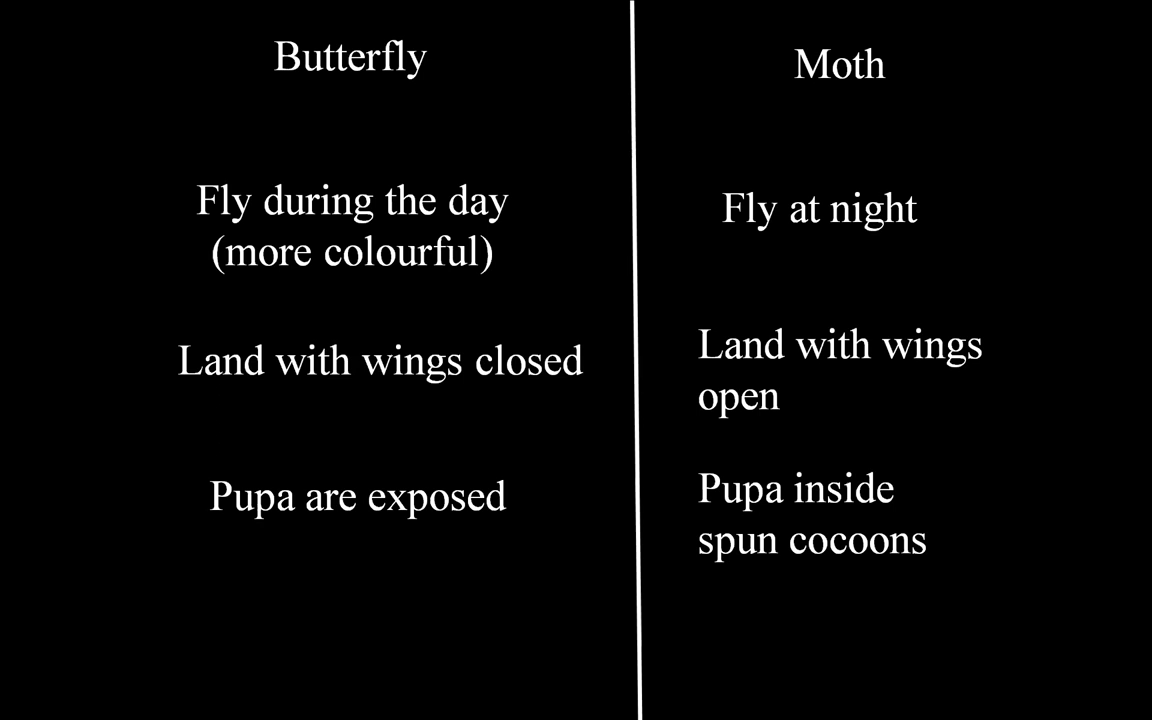 Butterfly
Fly during the day
(more colourful)
Land with wings closed
Pupa are exposed
Moth
Fly at night
Land with wings
open
Pupa inside
spun cocoons